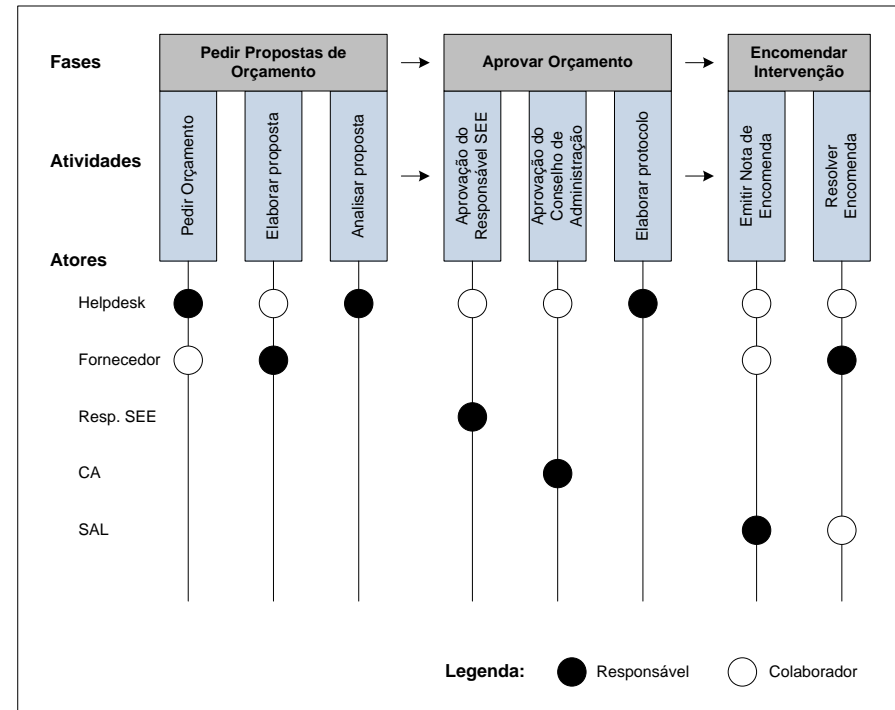 Fases
Pedir Propostas de
Orçamento
Aprovar Orçamento
Encomendar
Intervenção
Atividades
Pedir Orçamento
Elaborar proposta
Analisar proposta
Aprovação do
Responsável SEE
Aprovação do
Conselho de
Administração
Elaborar protocolo
Emitir Nota de
Encomenda
Resolver
Encomenda
Atores
Helpdesk
Fornecedor
Resp. SEE
CA
SAL
Legenda:
Responsável
Colaborador